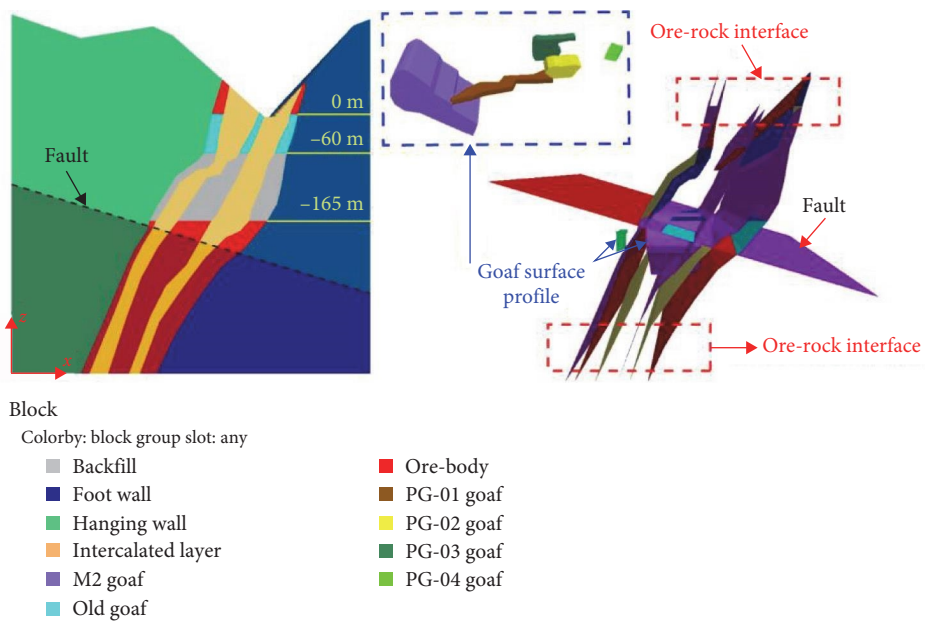 Ore-rock
interface
0 m
–60 m
Fault
–165 m
Fault
Goaf surface
profile
z
x
Ore-rock interface
Block
Colorby: block group slot: any
Backfill
Foot wall
Hanging wall
Intercalated layer
M2 goaf
Old goaf
Ore-body
PG-01 goaf
PG-02 goaf
PG-03 goaf
PG-04 goaf